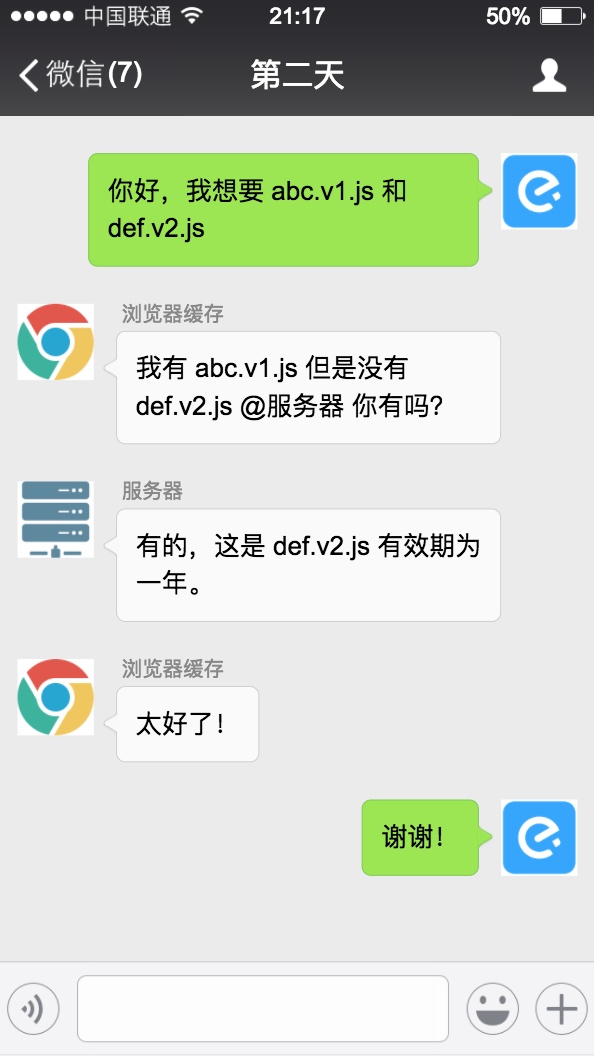 中国联通 21:17 50%
微信(7) 第二天
你好，我想要 abc.v1.js 和
def.v2.js
浏览器缓存
我有 abc.v1.js 但是没有
def.v2.js @服务器 你有吗？
服务器
有的，这是 def.v2.js 有效期为
一年。
浏览器缓存
太好了！
谢谢！